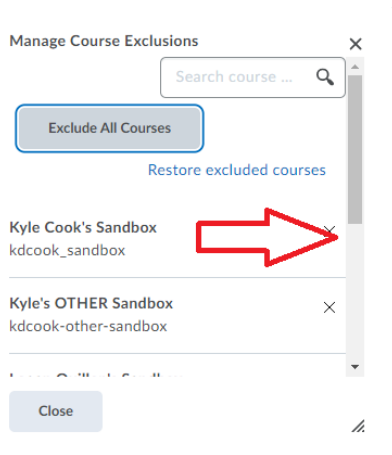 Manage Course Exclusions
Search course ...
Exclude All Courses
Restore excluded courses
Kyle Cook's Sandbox
kdcook_sandbox
Kyle's OTHER Sandbox
kdcook-other-sandbox
Close